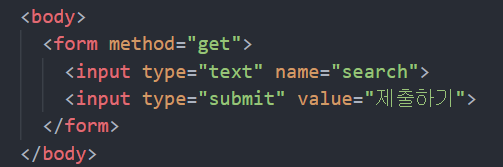 <body>
<form method="get">
<input type="text" name="search">
<input type="submit" value="제출하기">
</form>
</body>